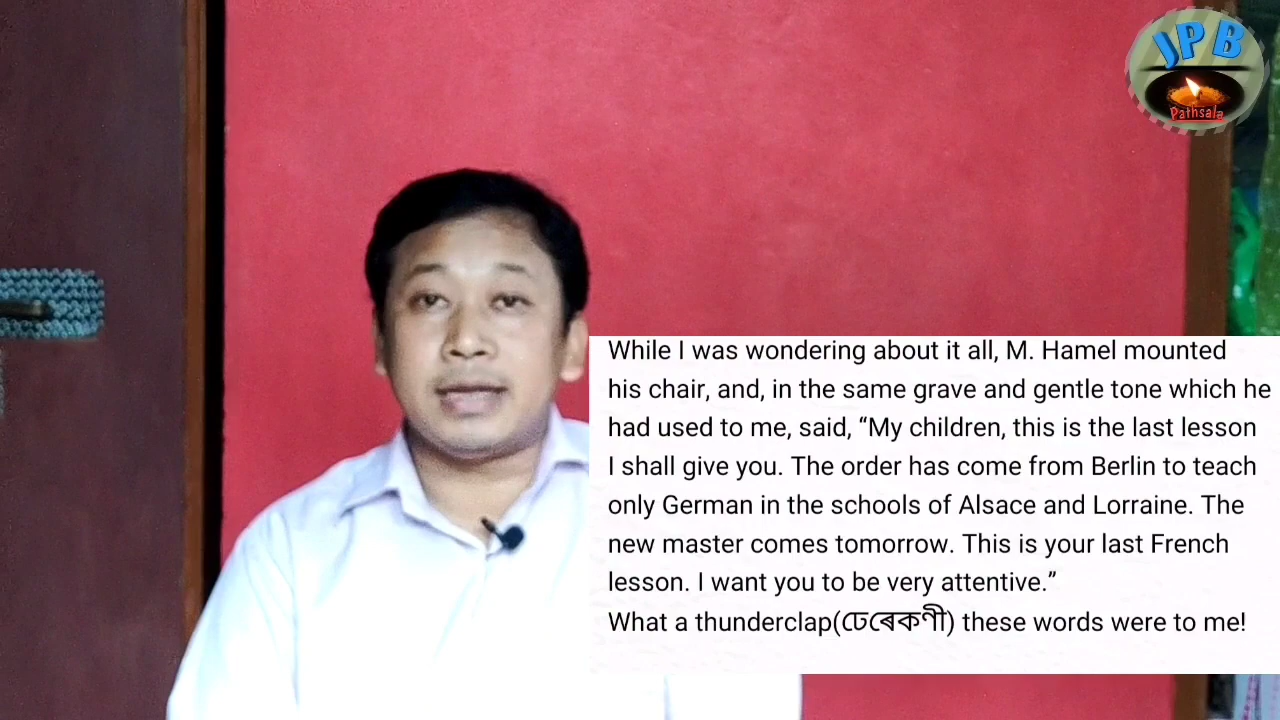 JPB
Pathsala
While I was wondering about it all, M. Hamel mounted
his chair, and, in the same grave and gentle tone which he
had used to me, said, “My children, this is the last lesson
I shall give you. The order has come from Berlin to teach
only German in the schools of Alsace and Lorraine. The
new master comes tomorrow. This is your last French
lesson. I want you to be very attentive.”
What a thunderclap(ঢেৰেকণী) these words were to me!